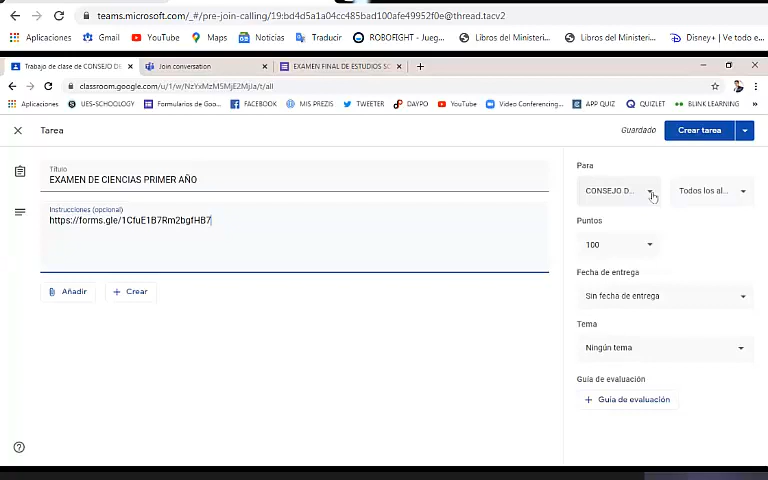 teams.microsoft.com/_#/pre-join-calling/19:bd4d5a1a04cc485bad100afe49952f0e@thread.tacv2
Aplicaciones Gmail YouTube Maps Noticias Traducir ROBOFIGHT - Jueg... Libros del Ministeri... Libros del Ministeri... Disney+ | Ve todo e...
Trabajo de clase de CONSEJO DE Join conversation EXAMEN FINAL DE ESTUDIOS SO
classroom.google.com/u/1/w/NzYxMzM5MjE2MjJa/t/all
Aplicaciones UES-SCHOOLOGY Formularios de Goo... FACEBOOK MIS PREZIS TWEETER DAYPO YouTube Video Conferencing... APP QUIZ QUIZLET BLINK LEARNING »
Tarea Guardado Crear tarea
Para
Título
EXAMEN DE CIENCIAS PRIMER AÑO
CONSEJO D... Todos los al...
Instrucciones (opcional)
https://forms.gle/1CfuE1B7Rm2bgfHB7
Puntos
100
Fecha de entrega
Añadir + Crear
Sin fecha de entrega
Tema
Ningún tema
Guía de evaluación
+ Guía de evaluación